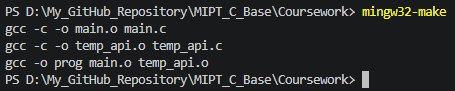 PS D:\My_GitHub_Repository\MIPT_C_Base\Coursework> mingw32-make
gcc -c -o main.o main.c
gcc -c -o temp_api.o temp_api.c
gcc -o prog main.o temp_api.o
PS D:\My_GitHub_Repository\MIPT_C_Base\Coursework>